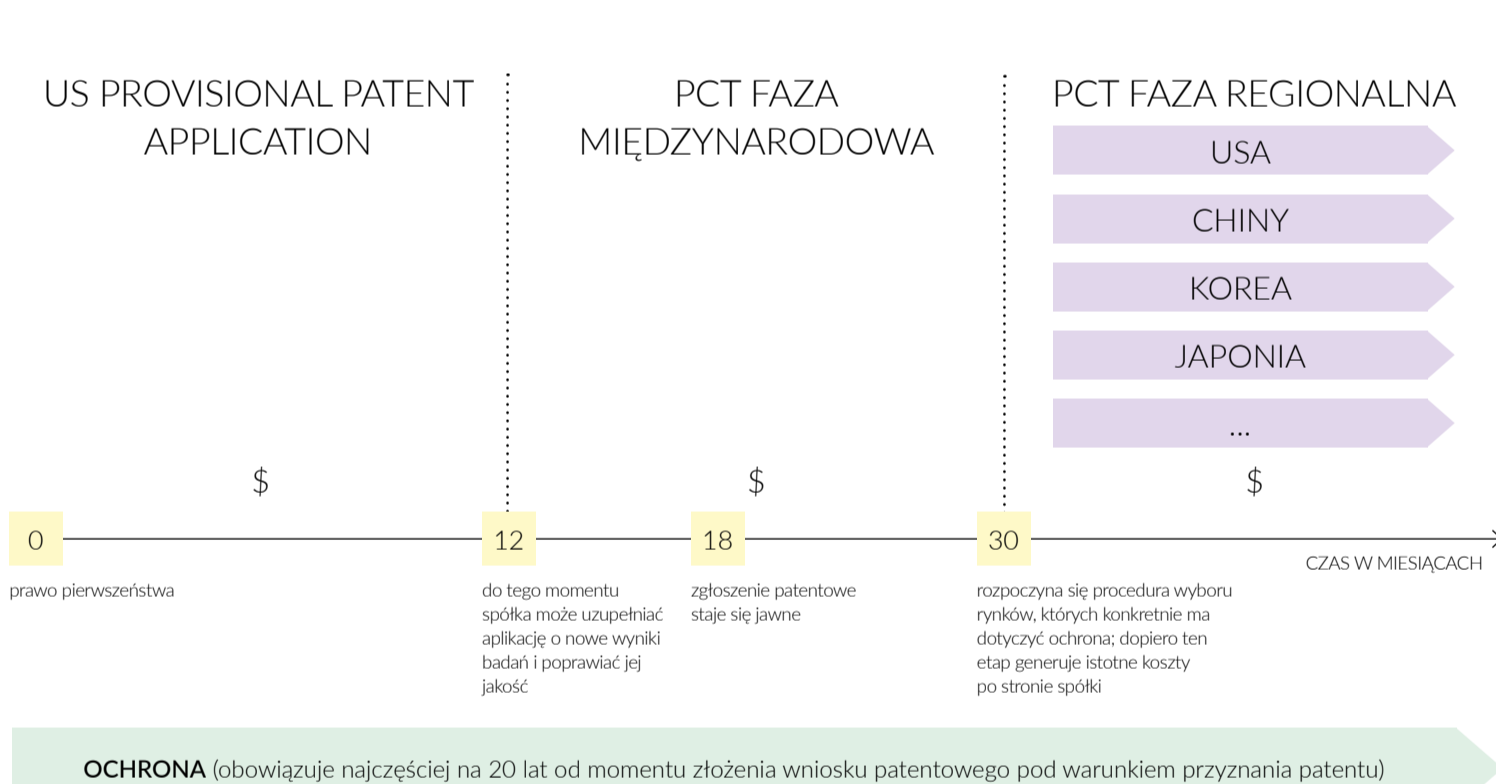 US PROVISIONAL PATENT
APPLICATION
PCT FAZA
MIĘDZYNARODOWA
PCT FAZA REGIONALNA
USA
CHINY
KOREA
JAPONIA
...
$
$
$
0
12
18
30
CZAS W MIESIĄCACH
prawo pierwszeństwa
do tego momentu
spółka może uzupełniać
aplikację o nowe wyniki
badań i poprawiać jej
jakość
zgłoszenie patentowe
staje się jawne
rozpoczyna się procedura wyboru
rynków, których konkretnie ma
dotyczyć ochrona; dopiero ten
etap generuje istotne koszty
po stronie spółki
OCHRONA (obowiązuje najczęściej na 20 lat od momentu złożenia wniosku patentowego pod warunkiem przyznania patentu)